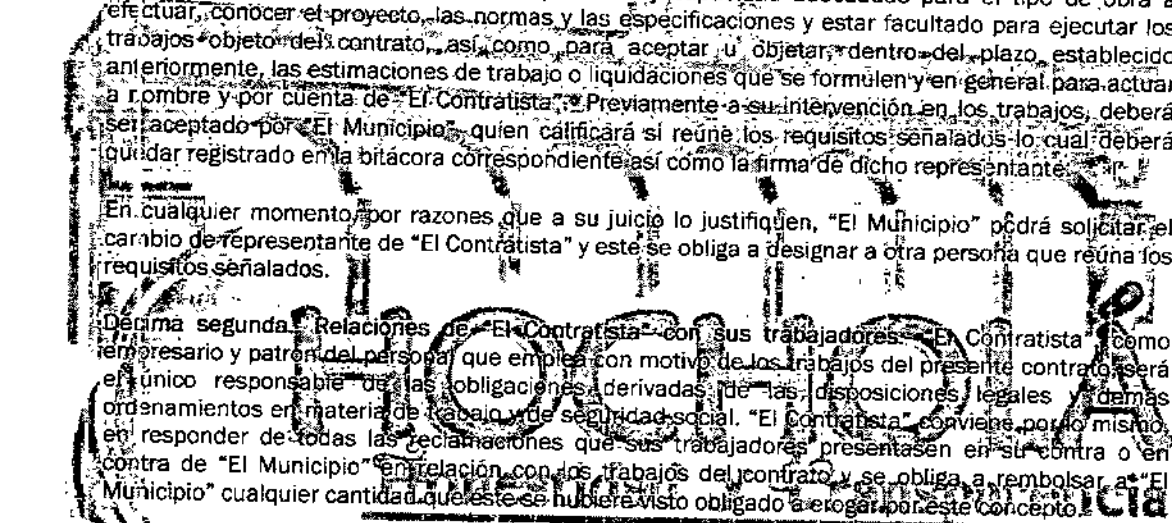 efectuar, conocer el proyecto, las normas y las especificaciones y estar facultado para ejecutar los
trabajos objeto del contrato, así como para aceptar u objetar, dentro del plazo establecido
anteriormente, las estimaciones de trabajo o liquidaciones que se formulen y en general para actuar
a nombre y por cuenta de "El Contratista". Previamente a su intervención en los trabajos, deberá
ser aceptado por "El Municipio", quien calificará si reúne los requisitos señalados lo cual deberá
quedar registrado en la bitácora correspondiente así como la firma de dicho representante.
En cualquier momento, por razones que a su juicio lo justifiquen, "El Municipio" podrá solicitar el
cambio de representante de "El Contratista" y este se obliga a designar a otra persona que reúna los
requisitos señalados.
Décima segunda. Relaciones de "El Contratista" con sus trabajadores. "El Contratista" como
empresario y patrón del personal que emplea con motivo de los trabajos del presente contrato, será
el único responsable de las obligaciones derivadas de las disposiciones legales y demás
ordenamientos en materia de trabajo y de seguridad social. "El Contratista" conviene por lo mismo,
en responder de todas las reclamaciones que sus trabajadores presentasen en su contra o en
contra de "El Municipio" en relación con los trabajos del contrato y se obliga a rembolsar a "El
Municipio" cualquier cantidad que este se hubiere visto obligado a erogar por este concepto.